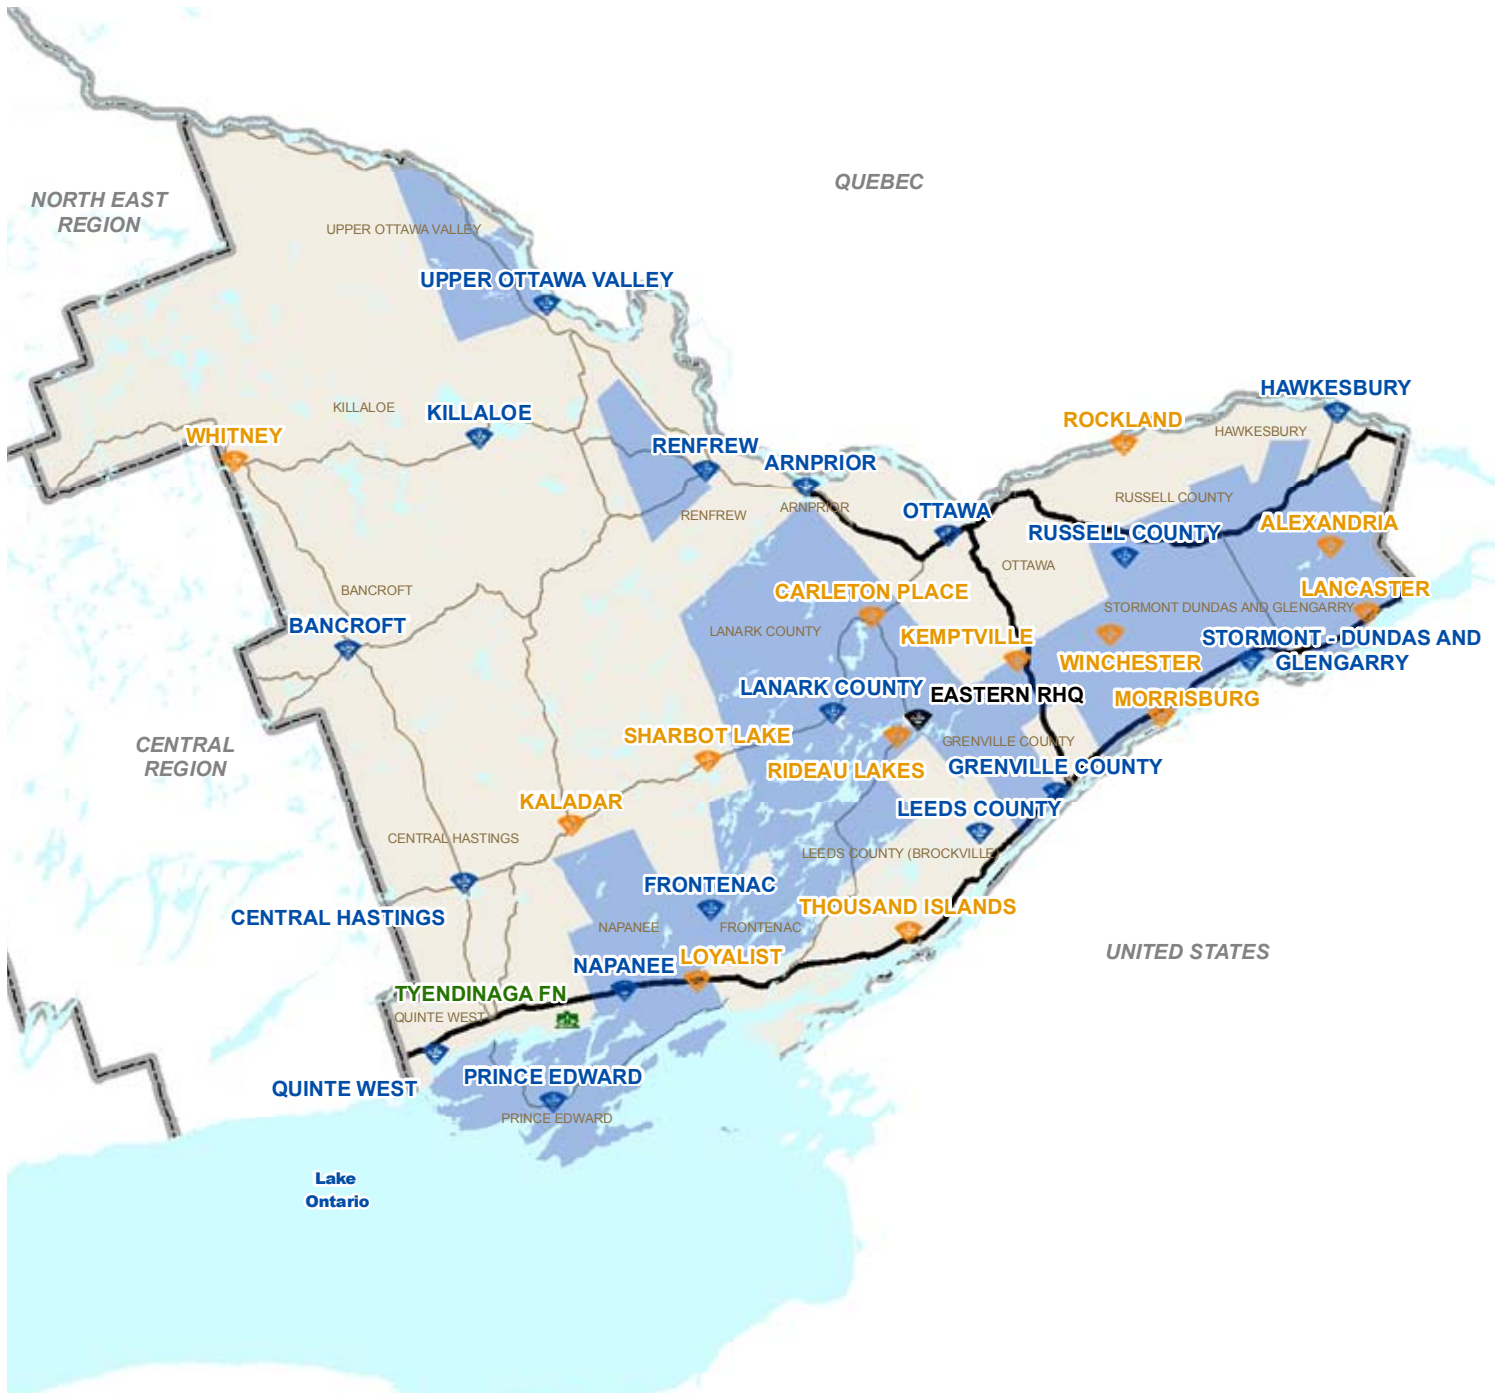 QUEBEC
NORTH EAST
REGION
UPPER OTTAWA VALLEY
UPPER OTTAWA VALLEY
HAWKESBURY
KILLALOE
KILLALOE
ROCKLAND
HAWKESBURY
WHITNEY
RENFREW
ARNPRIOR
RUSSELL COUNTY
ARNPRIOR
RENFREW
OTTAWA
ALEXANDRIA
RUSSELL COUNTY
OTTAWA
BANCROFT
CARLETON PLACE
LANCASTER
STORMONT DUNDAS AND GLENGARRY
BANCROFT
LANARK COUNTY
KEMPTVILLE
STORMONT - DUNDAS AND
GLENGARRY
WINCHESTER
LANARK COUNTY
EASTERN RHQ
MORRISBURG
SHARBOT LAKE
GRENVILLE COUNTY
CENTRAL
REGION
RIDEAU LAKES
GRENVILLE COUNTY
KALADAR
LEEDS COUNTY
CENTRAL HASTINGS
LEEDS COUNTY (BROCKVILLE)
FRONTENAC
THOUSAND ISLANDS
CENTRAL HASTINGS
NAPANEE
FRONTENAC
UNITED STATES
LOYALIST
NAPANEE
TYENDINAGA FN
QUINTE WEST
PRINCE EDWARD
QUINTE WEST
PRINCE EDWARD
Lake
Ontario